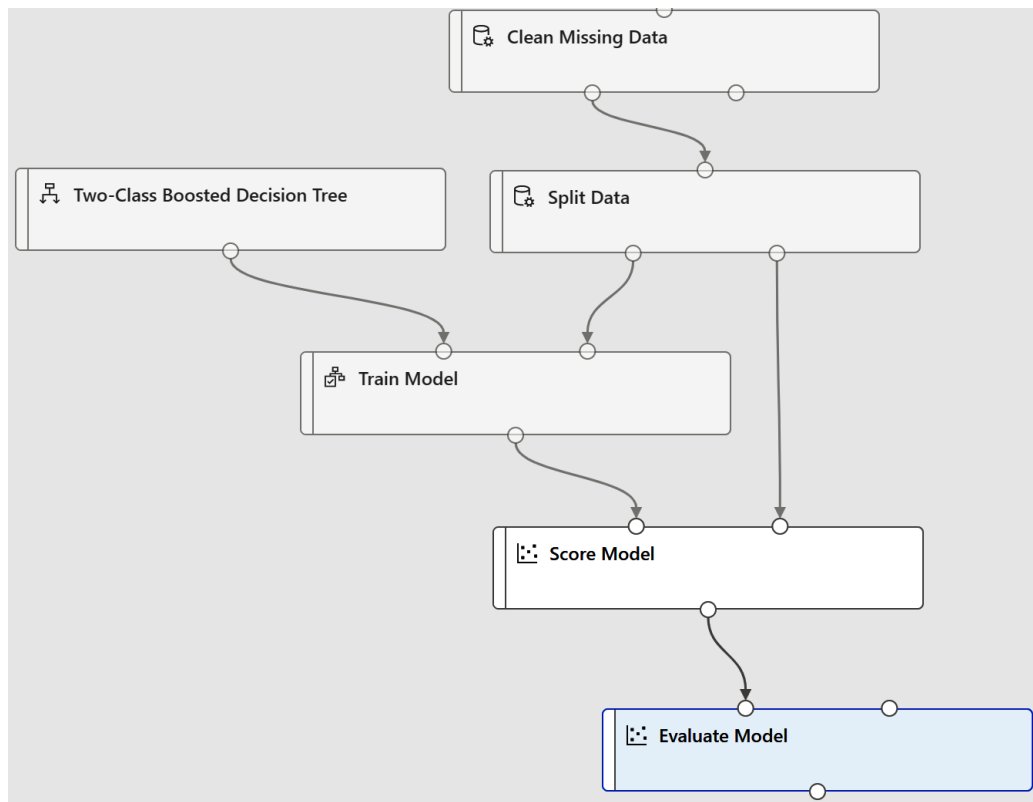 Clean Missing Data
Two-Class Boosted Decision Tree
Split Data
Train Model
Score Model
Evaluate Model